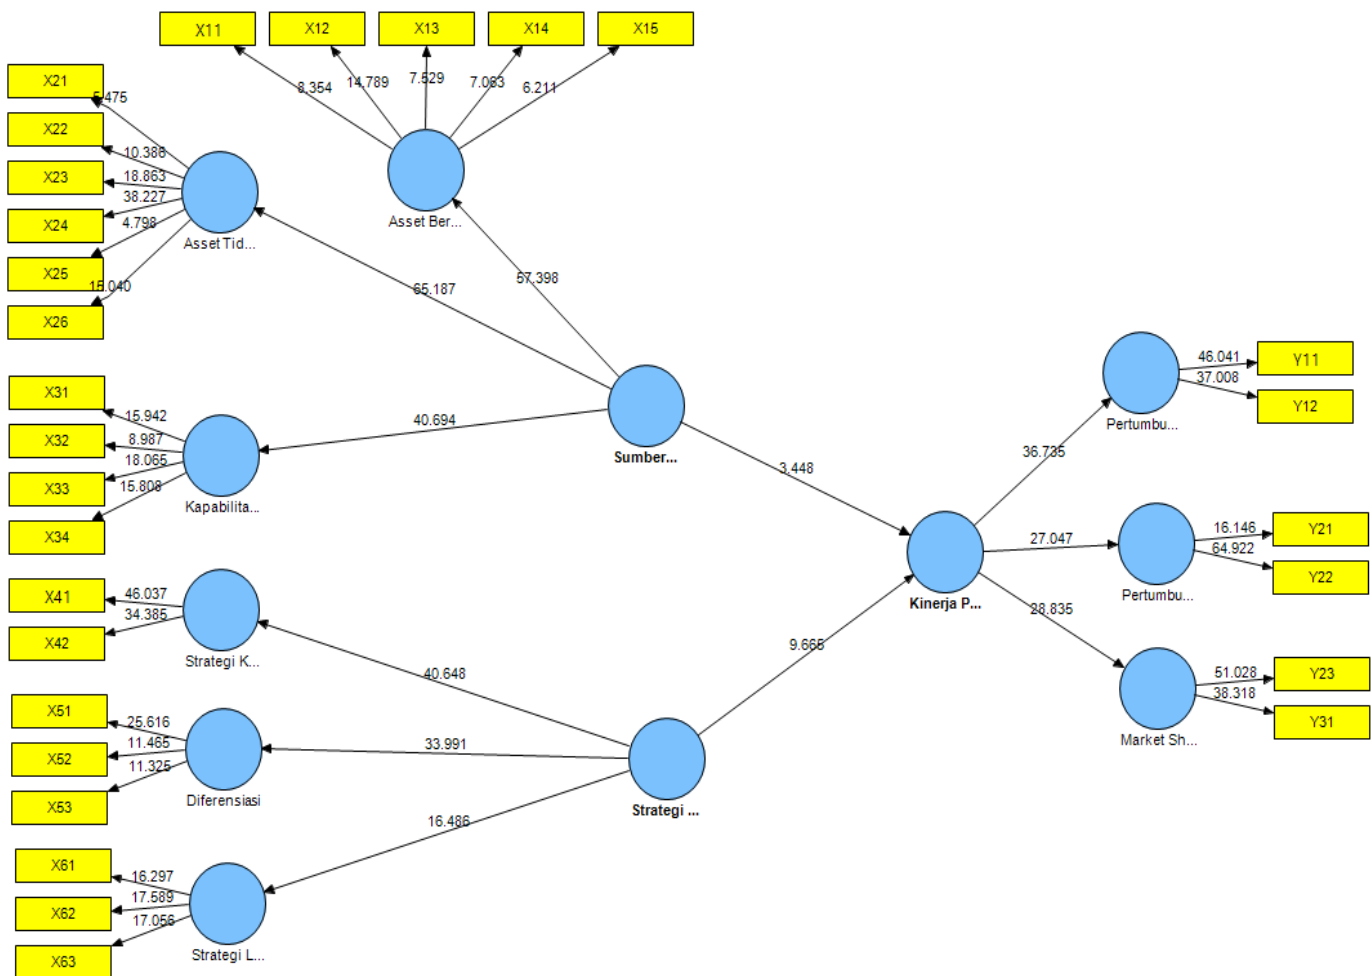 X11
X12
X13
X14
X15
8.354
14.789
7.529
7.063
6.211
Asset Ber...
X21
X22
X23
X24
X25
X26
5.475
10.386
18.863
38.227
4.798
15.040
Asset Tid...
57.398
65.187
X31
X32
X33
X34
15.942
8.987
18.065
15.808
Kapabilita...
40.694
Sumber...
3.448
X41
X42
46.037
34.385
Strategi K...
40.648
X51
X52
X53
25.616
11.465
11.325
Diferensiasi
33.991
Strategi ...
9.665
X61
X62
X63
16.297
17.589
17.056
Strategi L...
16.486
Kinerja P...
36.735
27.047
28.835
Pertumbu...
46.041
37.008
Y11
Y12
Pertumbu...
16.146
64.922
Y21
Y22
Market Sh...
51.028
38.318
Y23
Y31